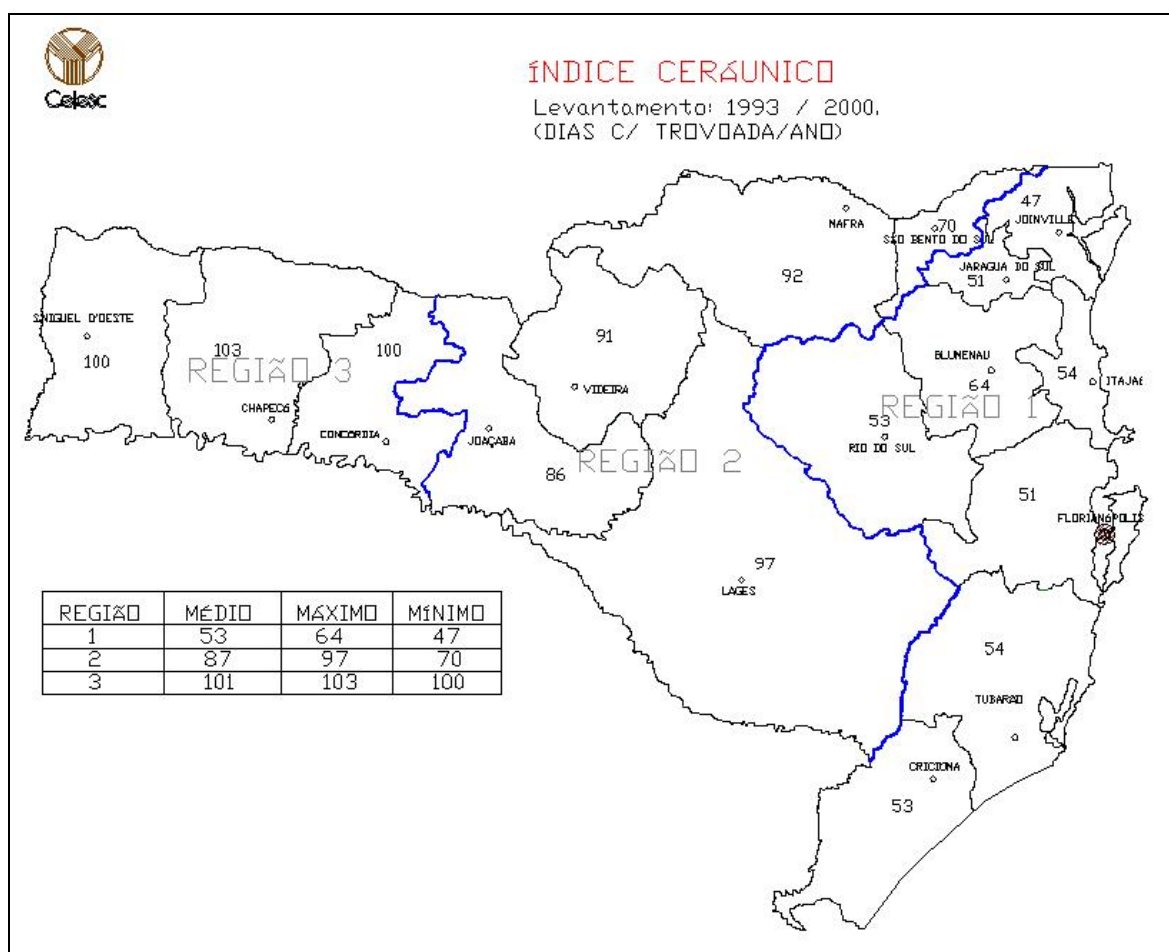 Celesc
íNDICE CERÁUNICO
Levantamento: 1993 / 2000.
(DIAS C/ TROVOADA/ANO)
47
JOINVILLE
MAFRA
70
SÃO BENTO DO SUL
JARAGUA DO SUL
51
92
S.MIGUEL D'OESTE
100
103
100
REGIÃO 3
CHAPECó
CONCORDIA
91
VIDEIRA
JOAÇABA
86
REGIÃO 2
BLUMENAU
64
54
ITAJAÍ
REGIÃO 1
53
RIO DO SUL
51
FLORIANóPOLIS
97
LAGES
54
TUBARÃO
CRICIÚMA
53
REGIÃO MÉDIO MÁXIMO MíNIMO
1 53 64 47
2 87 97 70
3 101 103 100